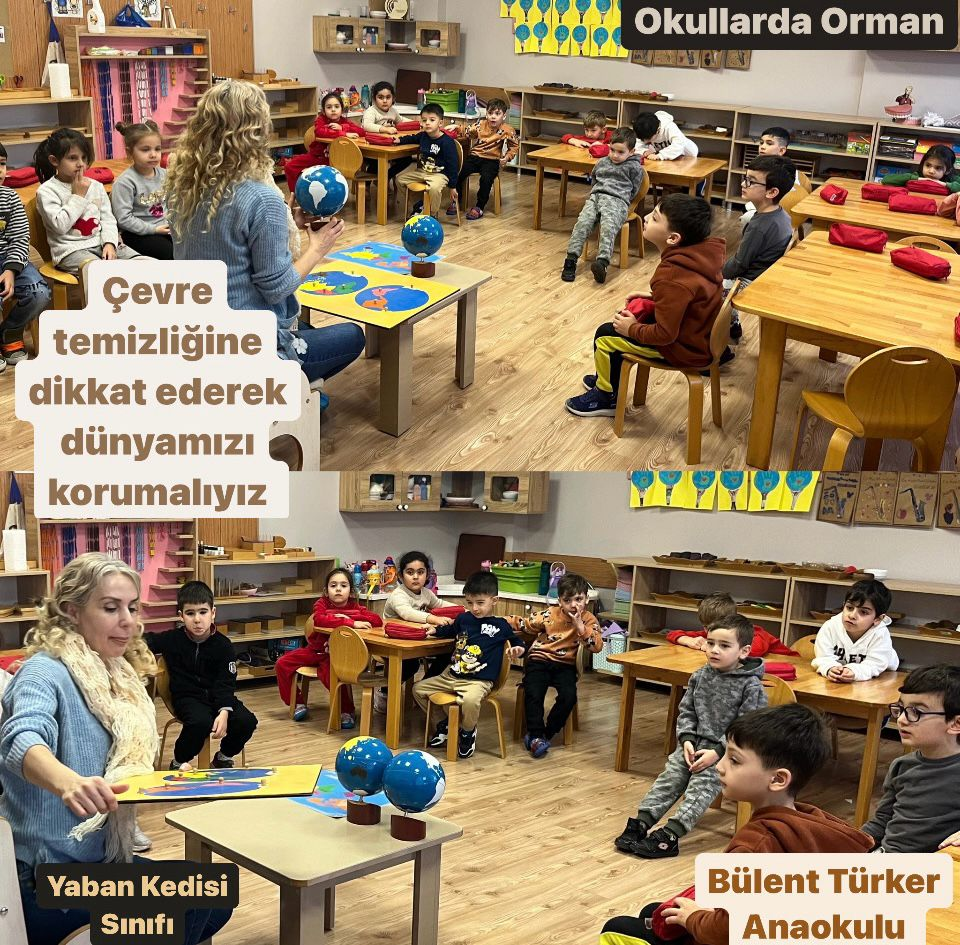 Okullarda Orman
Çevre
temizliğine
dikkat ederek
dünyamızı
korumalıyız
Yaban Kedisi
Sınıfı
Bülent Türker
Anaokulu